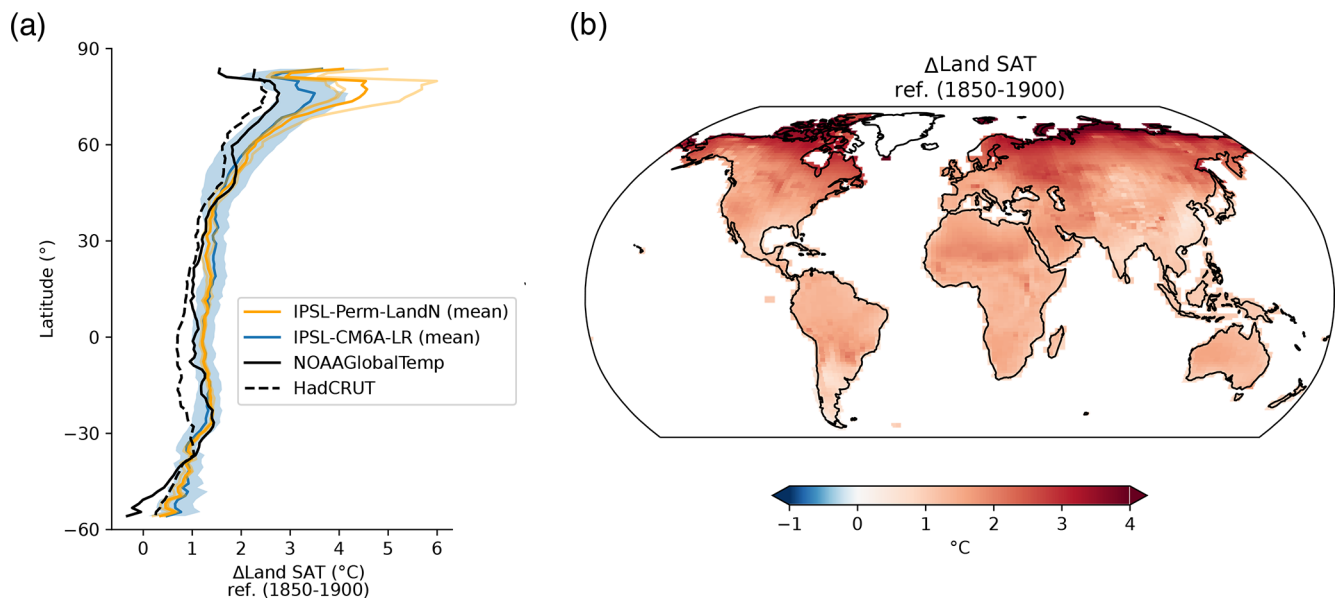 (a)
90
60
30
0
−30
−60
Latitude (°)
0 1 2 3 4 5 6
ΔLand SAT (°C)
ref. (1850-1900)
IPSL-Perm-LandN (mean)
IPSL-CM6A-LR (mean)
NOAAGlobalTemp
HadCRUT
(b)
ΔLand SAT
ref. (1850-1900)
−1 0 1 2 3 4
°C